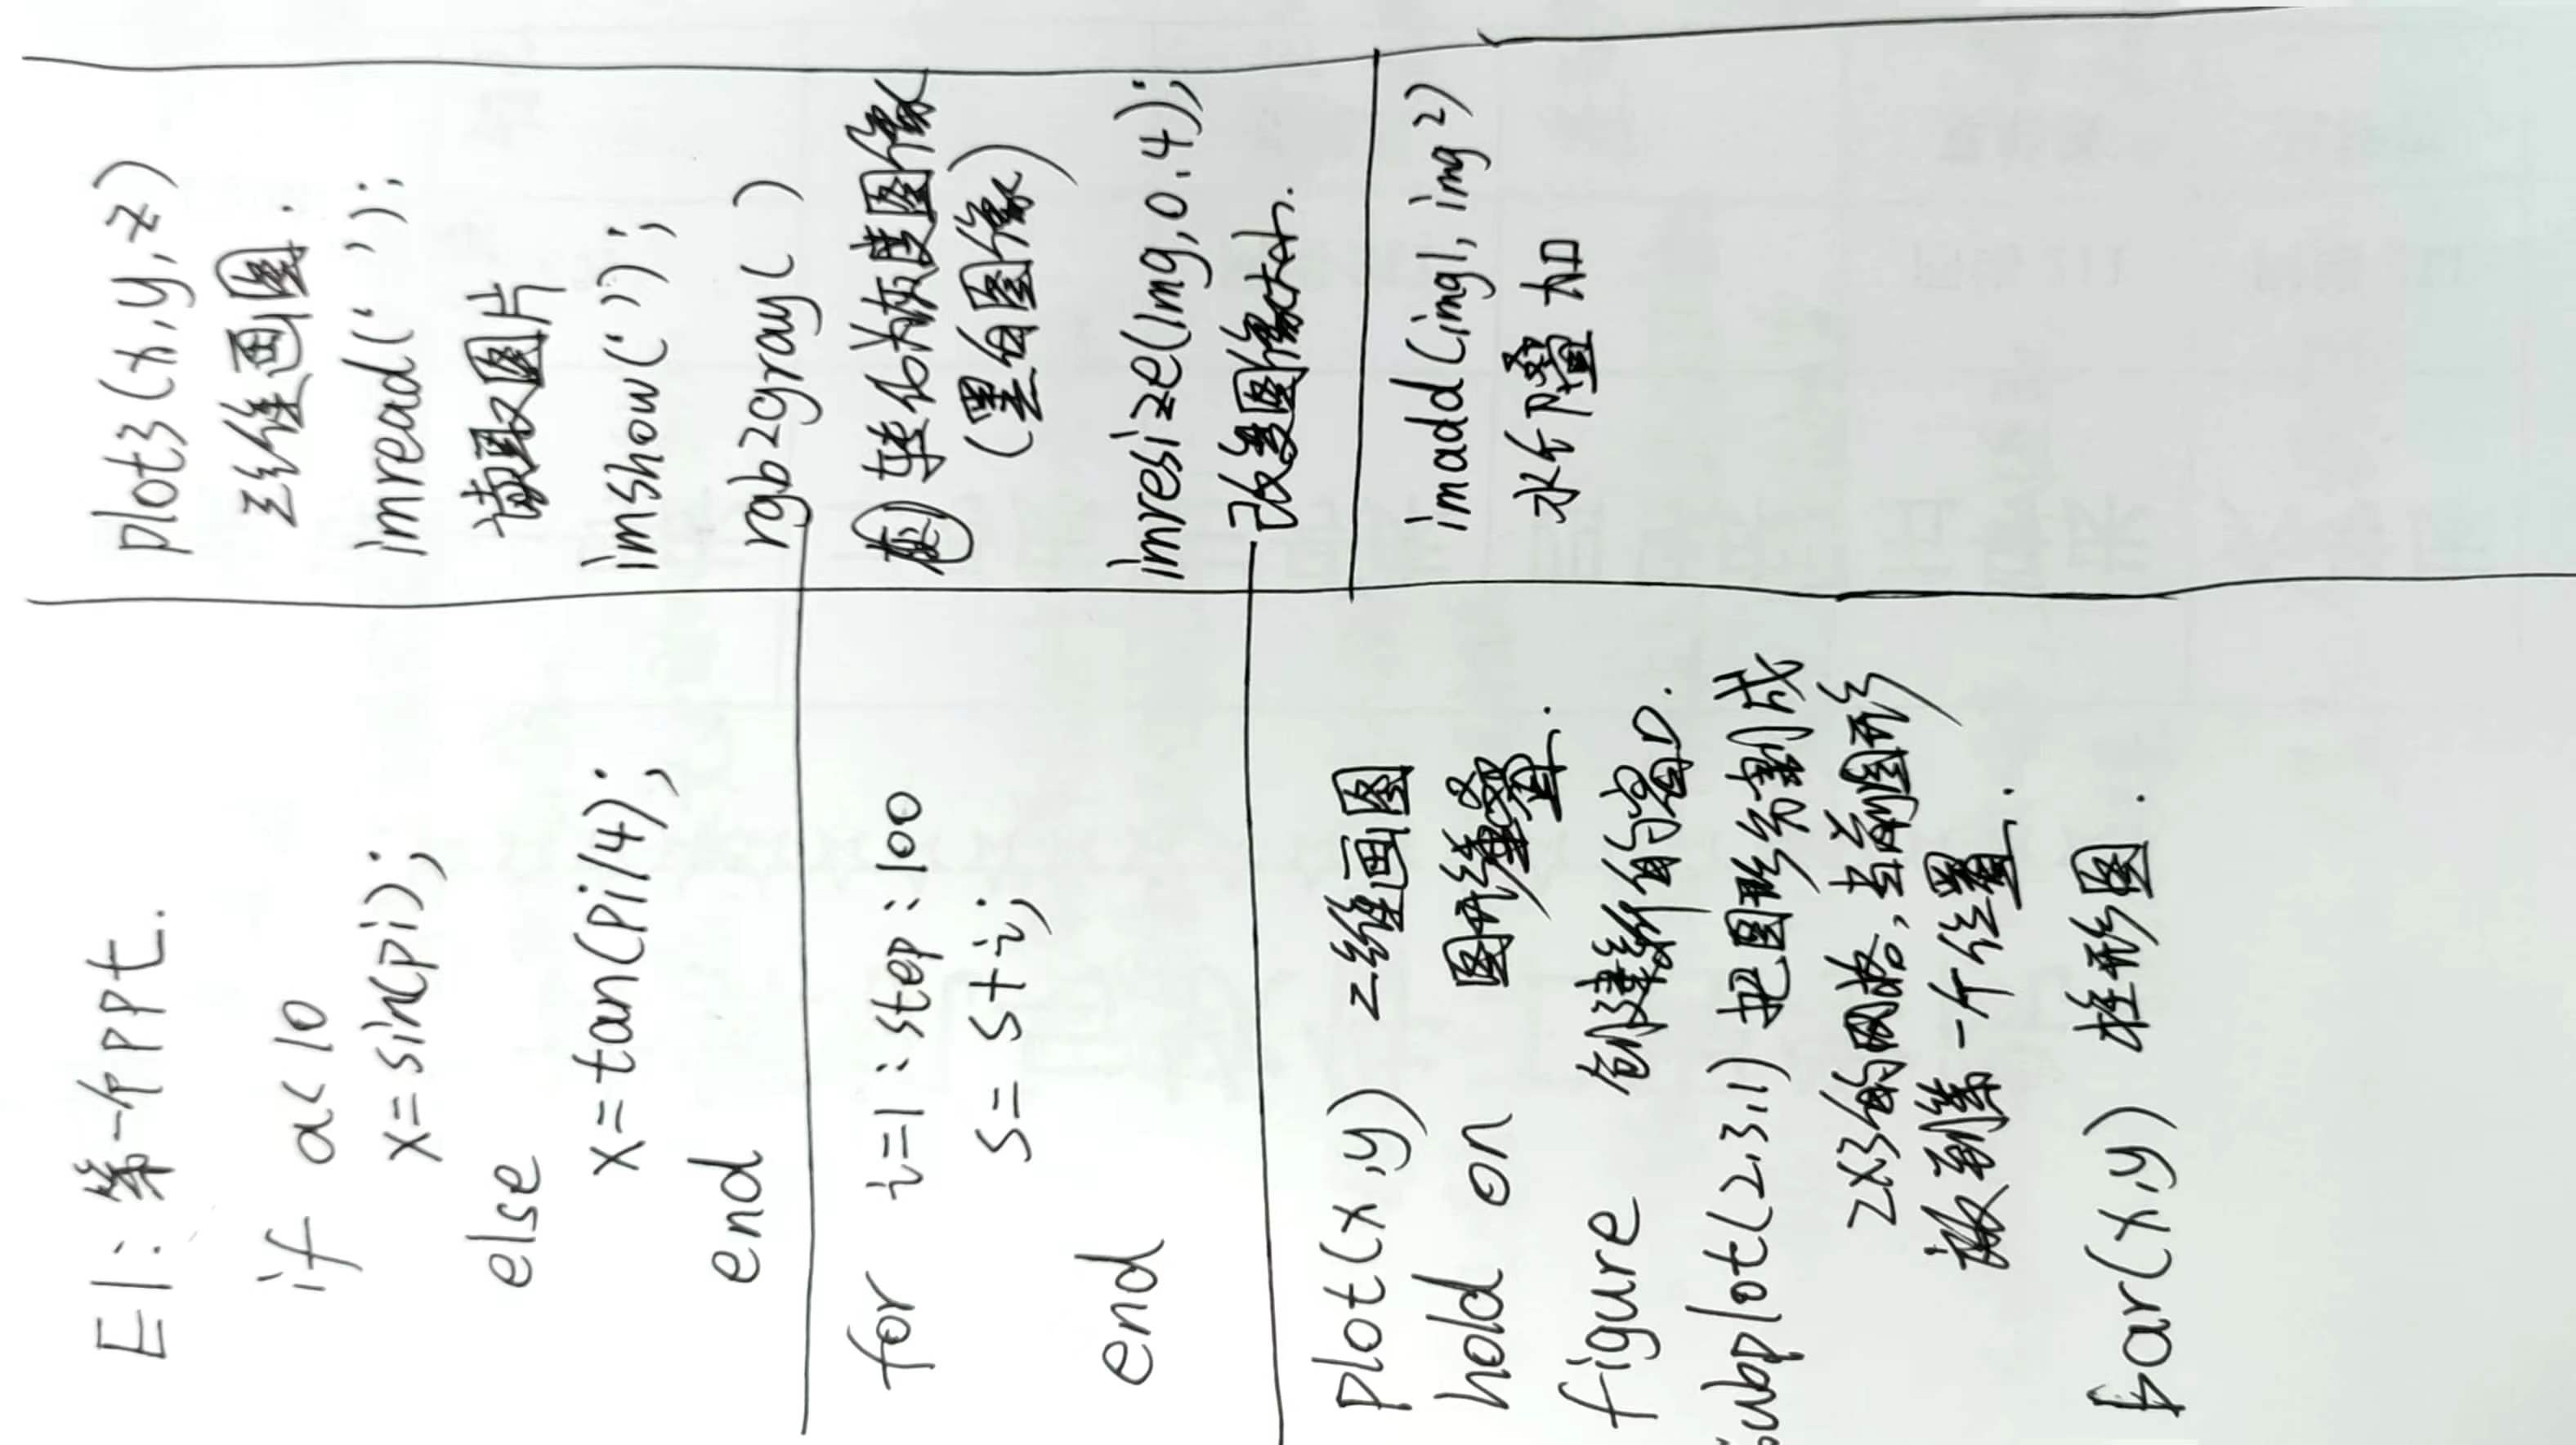 E1: 第一个PPt.
if a<10
x=sin(pi);
else
x=tan(pi/4);
end
for i=1:step:100
s= s+i;
end
plot(x,y) 二维画图
hold on 图形重叠.
figure 创建新的窗口.
subplot(2,3,1) 把图形分割成
2x3的网格,当前图形
放到第一个位置.
bar(x,y) 柱形图.
plot3(x,y,z)
三维画图.
imread(' ');
读取图片
imshow(' ');
rgb2gray( )
转化为灰度图像
(黑白图像)
imresize(img,0.4);
改变图像大小.
imadd(img1, img2)
水印叠加